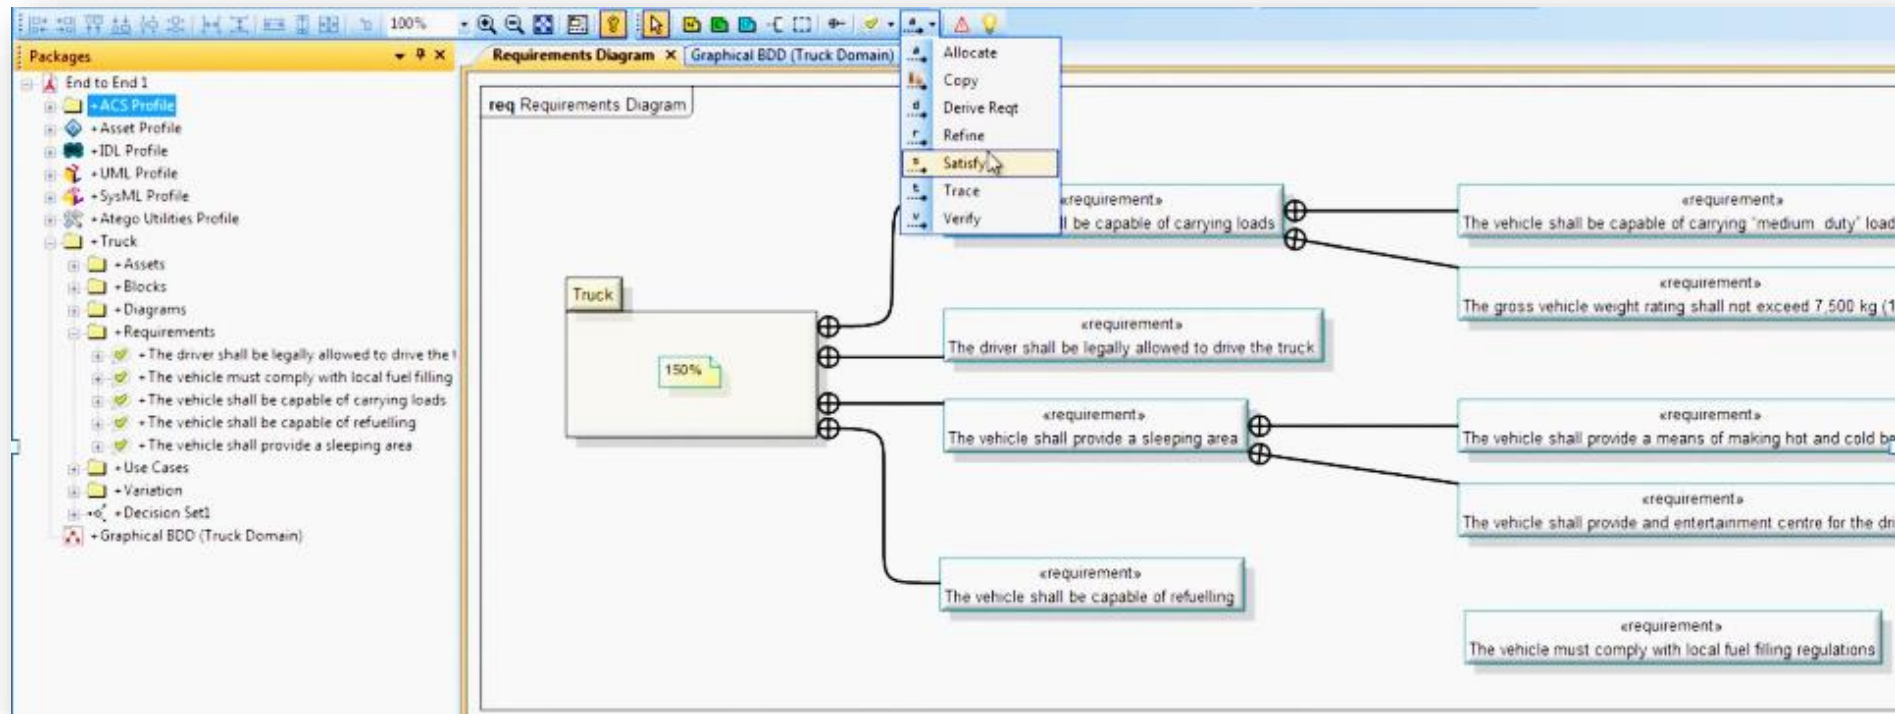 100%
Packages
End to End 1
+ACS Profile
+Asset Profile
+IDL Profile
+UML Profile
+SysML Profile
+Atego Utilities Profile
+Truck
+Assets
+Blocks
+Diagrams
+Requirements
+The driver shall be legally allowed to drive the
+The vehicle must comply with local fuel filling
+The vehicle shall be capable of carrying loads
+The vehicle shall be capable of refuelling
+The vehicle shall provide a sleeping area
+Use Cases
+Variation
+Decision Set1
+Graphical BDD (Truck Domain)
Requirements Diagram
Graphical BDD (Truck Domain)
Allocate
Copy
Derive Reqt
Refine
Satisfy
Trace
Verify
req Requirements Diagram
Truck
150%
«requirement»
be capable of carrying loads
«requirement»
The driver shall be legally allowed to drive the truck
«requirement»
The vehicle shall provide a sleeping area
«requirement»
The vehicle shall be capable of refuelling
«requirement»
The vehicle shall be capable of carrying "medium duty" load
«requirement»
The gross vehicle weight rating shall not exceed 7,500 kg (1
«requirement»
The vehicle shall provide a means of making hot and cold be
«requirement»
The vehicle shall provide and entertainment centre for the dri
«requirement»
The vehicle must comply with local fuel filling regulations